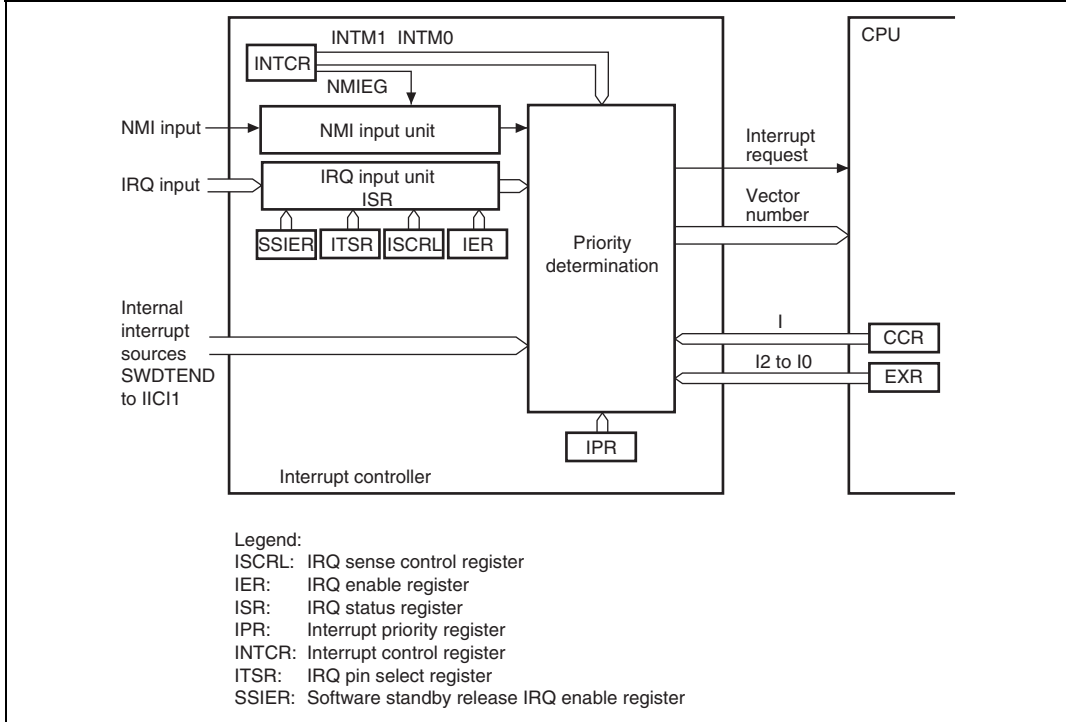 INTM1 INTM0
CPU
INTCR
NMIEG
NMI input
NMI input unit
Interrupt
request
IRQ input
IRQ input unit
ISR
Vector
number
SSIER
ITSR
ISCRL
IER
Priority
determination
Internal
interrupt
sources
SWDTEND
to IICI1
I
CCR
I2 to I0
EXR
IPR
Interrupt controller
Legend:
ISCRL: IRQ sense control register
IER: IRQ enable register
ISR: IRQ status register
IPR: Interrupt priority register
INTCR: Interrupt control register
ITSR: IRQ pin select register
SSIER: Software standby release IRQ enable register